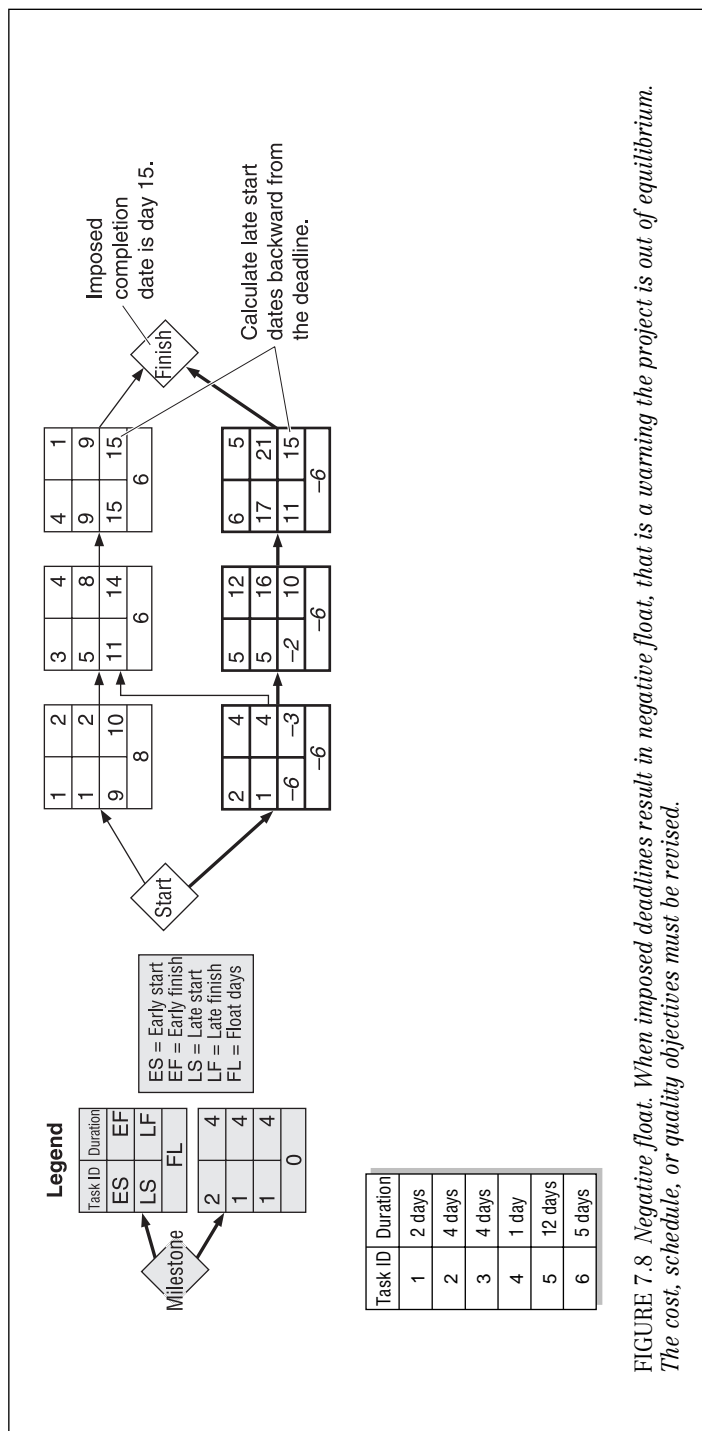 Legend
Task ID Duration
ES EF
LS LF
FL
Milestone
2 4
1 4
1 4
0
ES = Early start
EF = Early finish
LS = Late start
LF = Late finish
FL = Float days
Start
1 2
1 2
9 10
8
3 4
5 8
11 14
6
4 1
9 9
15 15
6
2 4
1 4
–6 –3
–6
5 12
5 16
–2 10
–6
6 5
17 21
11 15
–6
Finish
Imposed
completion
date is day 15.
Calculate late start
dates backward from
the deadline.
Task ID Duration
1 2 days
2 4 days
3 4 days
4 1 day
5 12 days
6 5 days
FIGURE 7.8 Negative float. When imposed deadlines result in negative float, that is a warning the project is out of equilibrium.
The cost, schedule, or quality objectives must be revised.